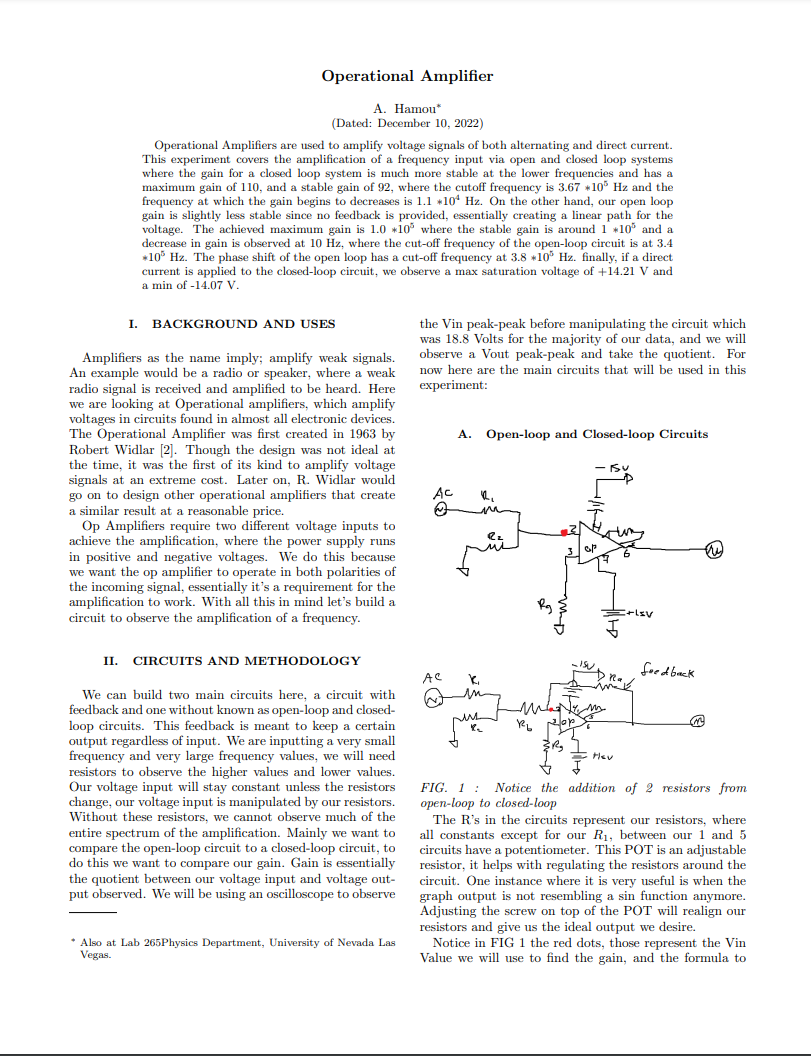 Operational Amplifier
A. Hamou*
(Dated: December 10, 2022)
Operational Amplifiers are used to amplify voltage signals of both alternating and direct current.
This experiment covers the amplification of a frequency input via open and closed loop systems
where the gain for a closed loop system is much more stable at the lower frequencies and has a
maximum gain of 110, and a stable gain of 92, where the cutoff frequency is 3.67 *10⁵ Hz and the
frequency at which the gain begins to decreases is 1.1 *10⁴ Hz. On the other hand, our open loop
gain is slightly less stable since no feedback is provided, essentially creating a linear path for the
voltage. The achieved maximum gain is 1.0 *10⁵ where the stable gain is around 1 *10⁵ and a
decrease in gain is observed at 10 Hz, where the cut-off frequency of the open-loop circuit is at 3.4
*10⁵ Hz. The phase shift of the open loop has a cut-off frequency at 3.8 *10⁵ Hz. finally, if a direct
current is applied to the closed-loop circuit, we observe a max saturation voltage of +14.21 V and
a min of -14.07 V.
I. BACKGROUND AND USES
Amplifiers as the name imply; amplify weak signals.
An example would be a radio or speaker, where a weak
radio signal is received and amplified to be heard. Here
we are looking at Operational amplifiers, which amplify
voltages in circuits found in almost all electronic devices.
The Operational Amplifier was first created in 1963 by
Robert Widlar [2]. Though the design was not ideal at
the time, it was the first of its kind to amplify voltage
signals at an extreme cost. Later on, R. Widlar would
go on to design other operational amplifiers that create
a similar result at a reasonable price.
Op Amplifiers require two different voltage inputs to
achieve the amplification, where the power supply runs
in positive and negative voltages. We do this because
we want the op amplifier to operate in both polarities of
the incoming signal, essentially it's a requirement for the
amplification to work. With all this in mind let's build a
circuit to observe the amplification of a frequency.
II. CIRCUITS AND METHODOLOGY
We can build two main circuits here, a circuit with
feedback and one without known as open-loop and closed-
loop circuits. This feedback is meant to keep a certain
output regardless of input. We are inputting a very small
frequency and very large frequency values, we will need
resistors to observe the higher values and lower values.
Our voltage input will stay constant unless the resistors
change, our voltage input is manipulated by our resistors.
Without these resistors, we cannot observe much of the
entire spectrum of the amplification. Mainly we want to
compare the open-loop circuit to a closed-loop circuit, to
do this we want to compare our gain. Gain is essentially
the quotient between our voltage input and voltage out-
put observed. We will be using an oscilloscope to observe
* Also at Lab 265Physics Department, University of Nevada Las
Vegas.
the Vin peak-peak before manipulating the circuit which
was 18.8 Volts for the majority of our data, and we will
observe a Vout peak-peak and take the quotient. For
now here are the main circuits that will be used in this
experiment:
A. Open-loop and Closed-loop Circuits
-15V
AC R₁
R₂
2 4
3 OP 7 6
R₃
+15V
-15V
feedback
AC R₁
Rₐ
R₂
R_b
OP
R₃
+15V
FIG. 1 : Notice the addition of 2 resistors from
open-loop to closed-loop
The R's in the circuits represent our resistors, where
all constants except for our R₁, between our 1 and 5
circuits have a potentiometer. This POT is an adjustable
resistor, it helps with regulating the resistors around the
circuit. One instance where it is very useful is when the
graph output is not resembling a sin function anymore.
Adjusting the screw on top of the POT will realign our
resistors and give us the ideal output we desire.
Notice in FIG 1 the red dots, those represent the Vin
Value we will use to find the gain, and the formula to